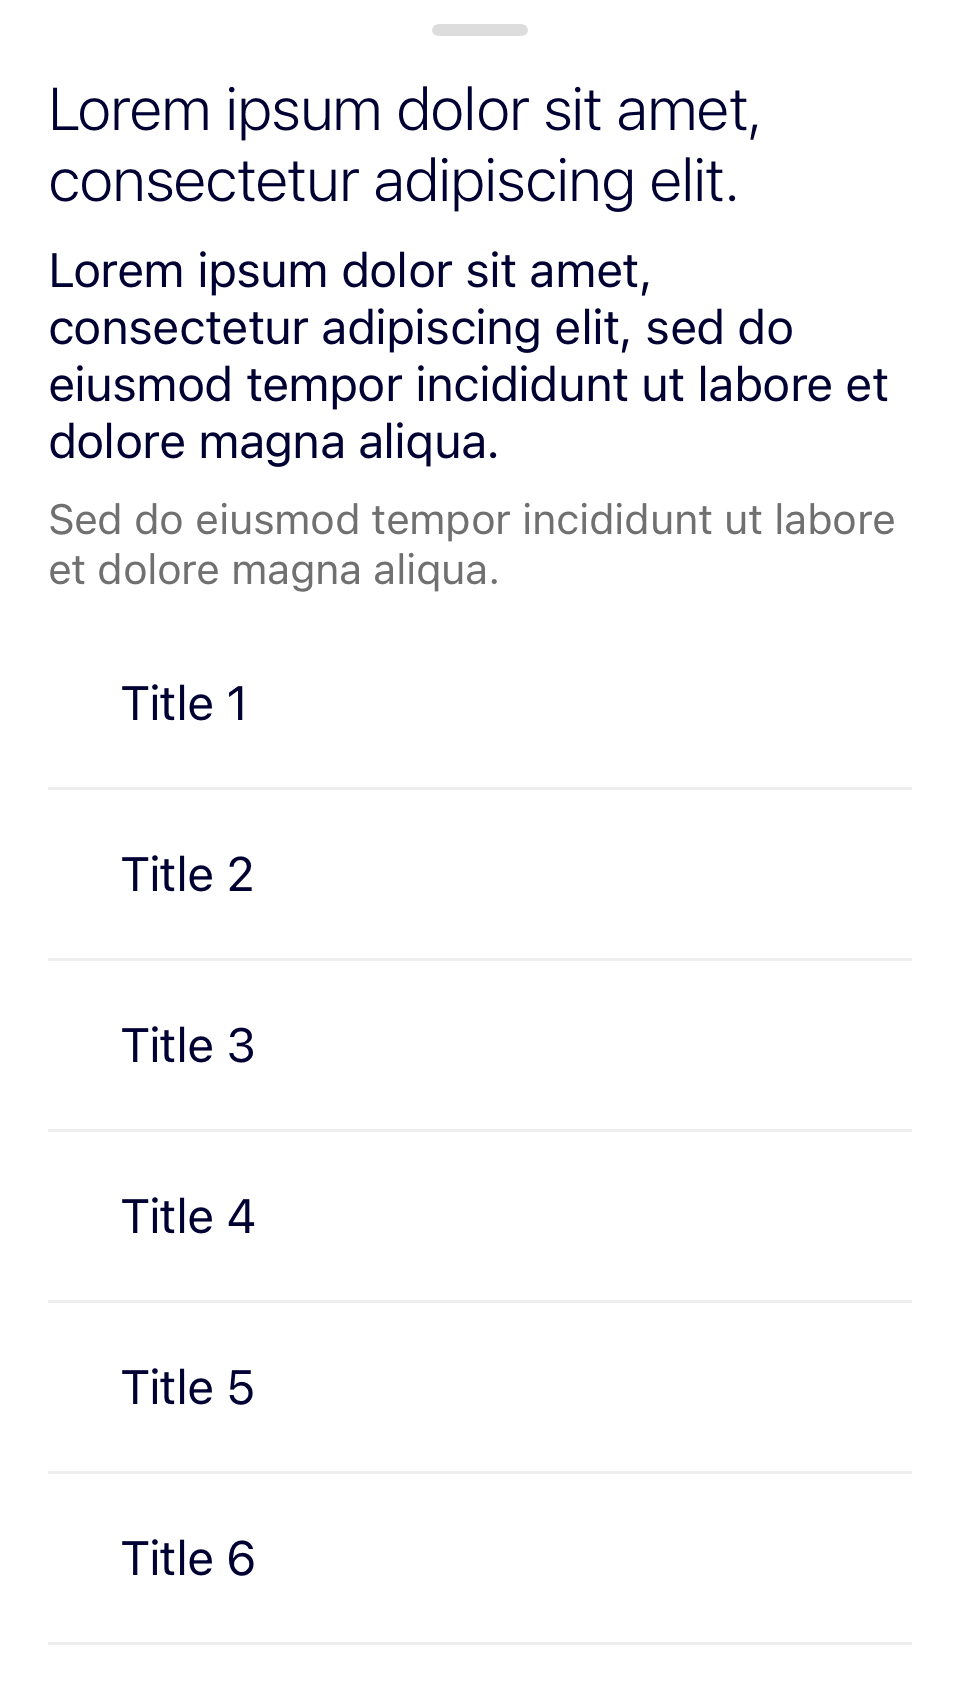 Lorem ipsum dolor sit amet,
consectetur adipiscing elit.
Lorem ipsum dolor sit amet,
consectetur adipiscing elit, sed do
eiusmod tempor incididunt ut labore et
dolore magna aliqua.
Sed do eiusmod tempor incididunt ut labore
et dolore magna aliqua.
Title 1
Title 2
Title 3
Title 4
Title 5
Title 6